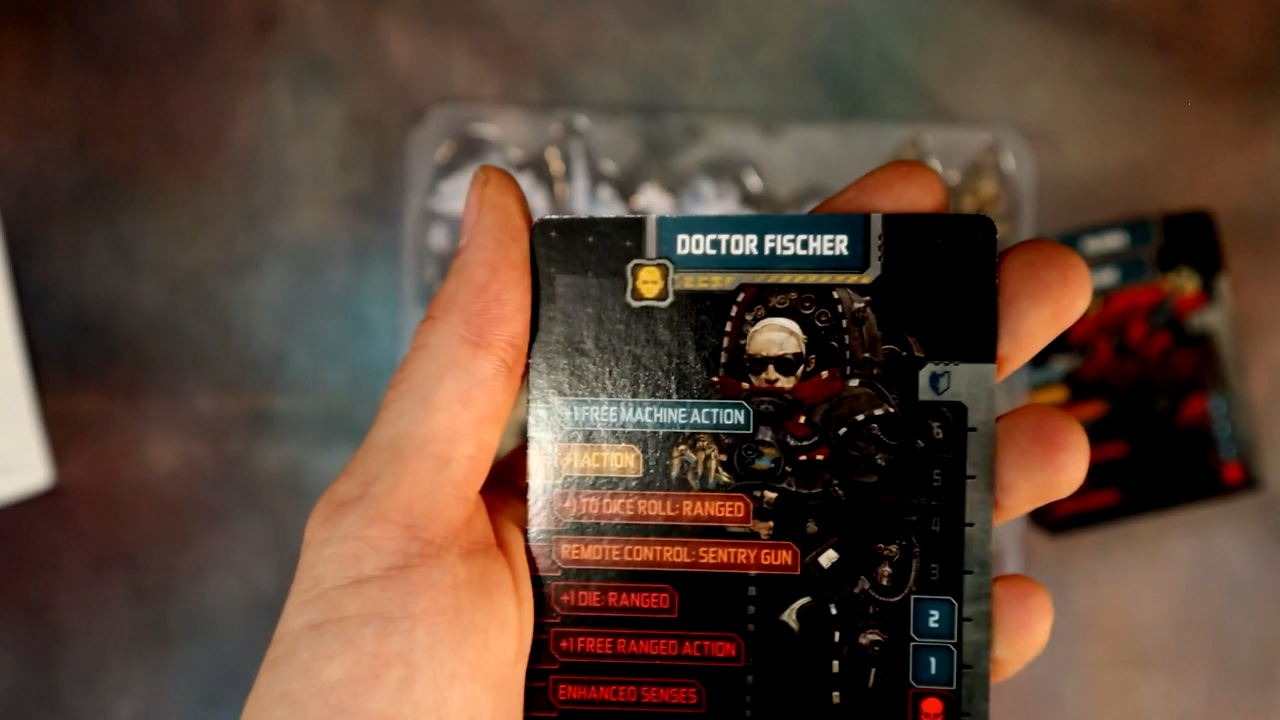 DOCTOR FISCHER
+1 FREE MACHINE ACTION
+1 ACTION
+1 TO DICE ROLL: RANGED
REMOTE CONTROL: SENTRY GUN
+1 DIE: RANGED
+1 FREE RANGED ACTION
ENHANCED SENSES
6
5
4
3
2
1